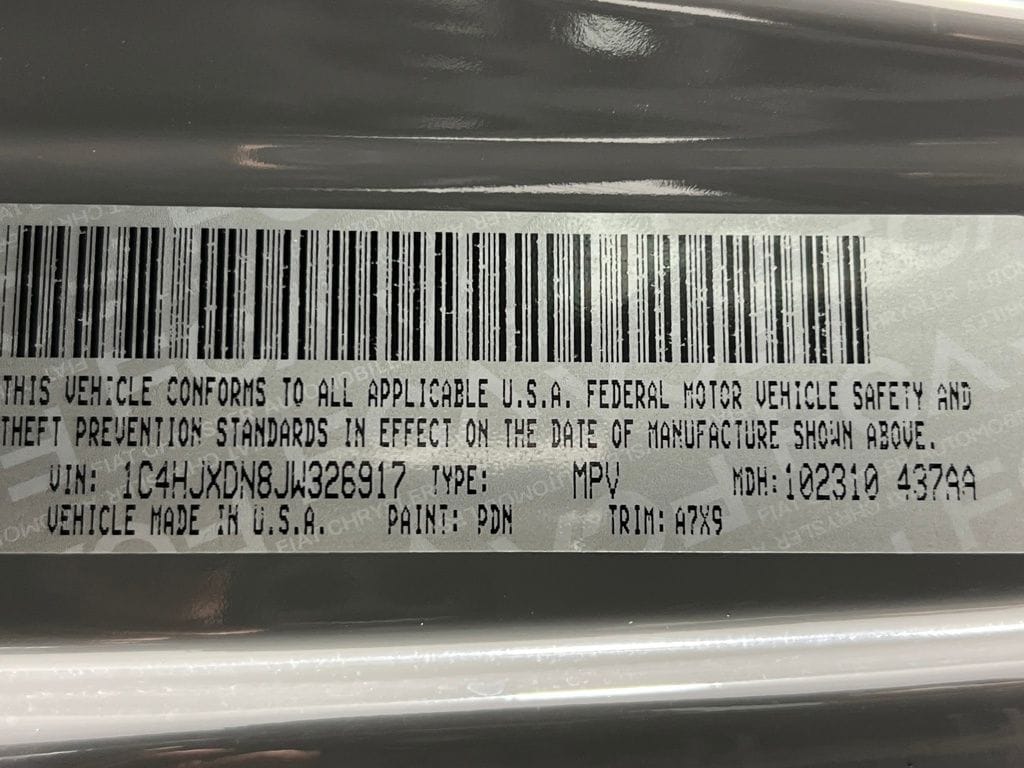 THIS VEHICLE CONFORMS TO ALL APPLICABLE U.S.A. FEDERAL MOTOR VEHICLE SAFETY AND
THEFT PREVENTION STANDARDS IN EFFECT ON THE DATE OF MANUFACTURE SHOWN ABOVE.
VIN: 1C4HJXDN8JW326917 TYPE: MPV MDH:102310 437AA
VEHICLE MADE IN U.S.A. PAINT: PDN TRIM: A7X9